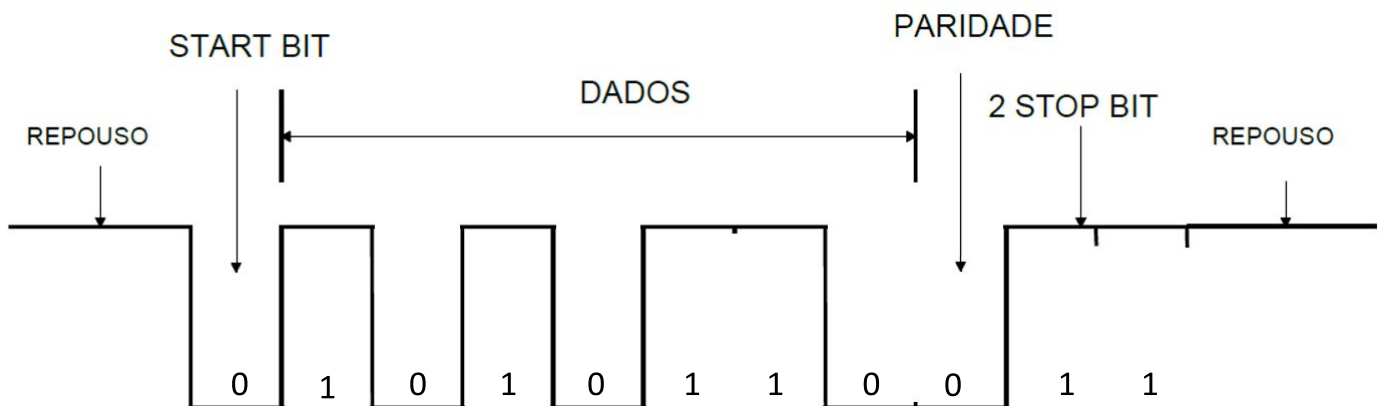 PARIDADE
START BIT
DADOS
2 STOP BIT
REPOUSO
REPOUSO
0 1 0 1 0 1 1 0 0 1 1